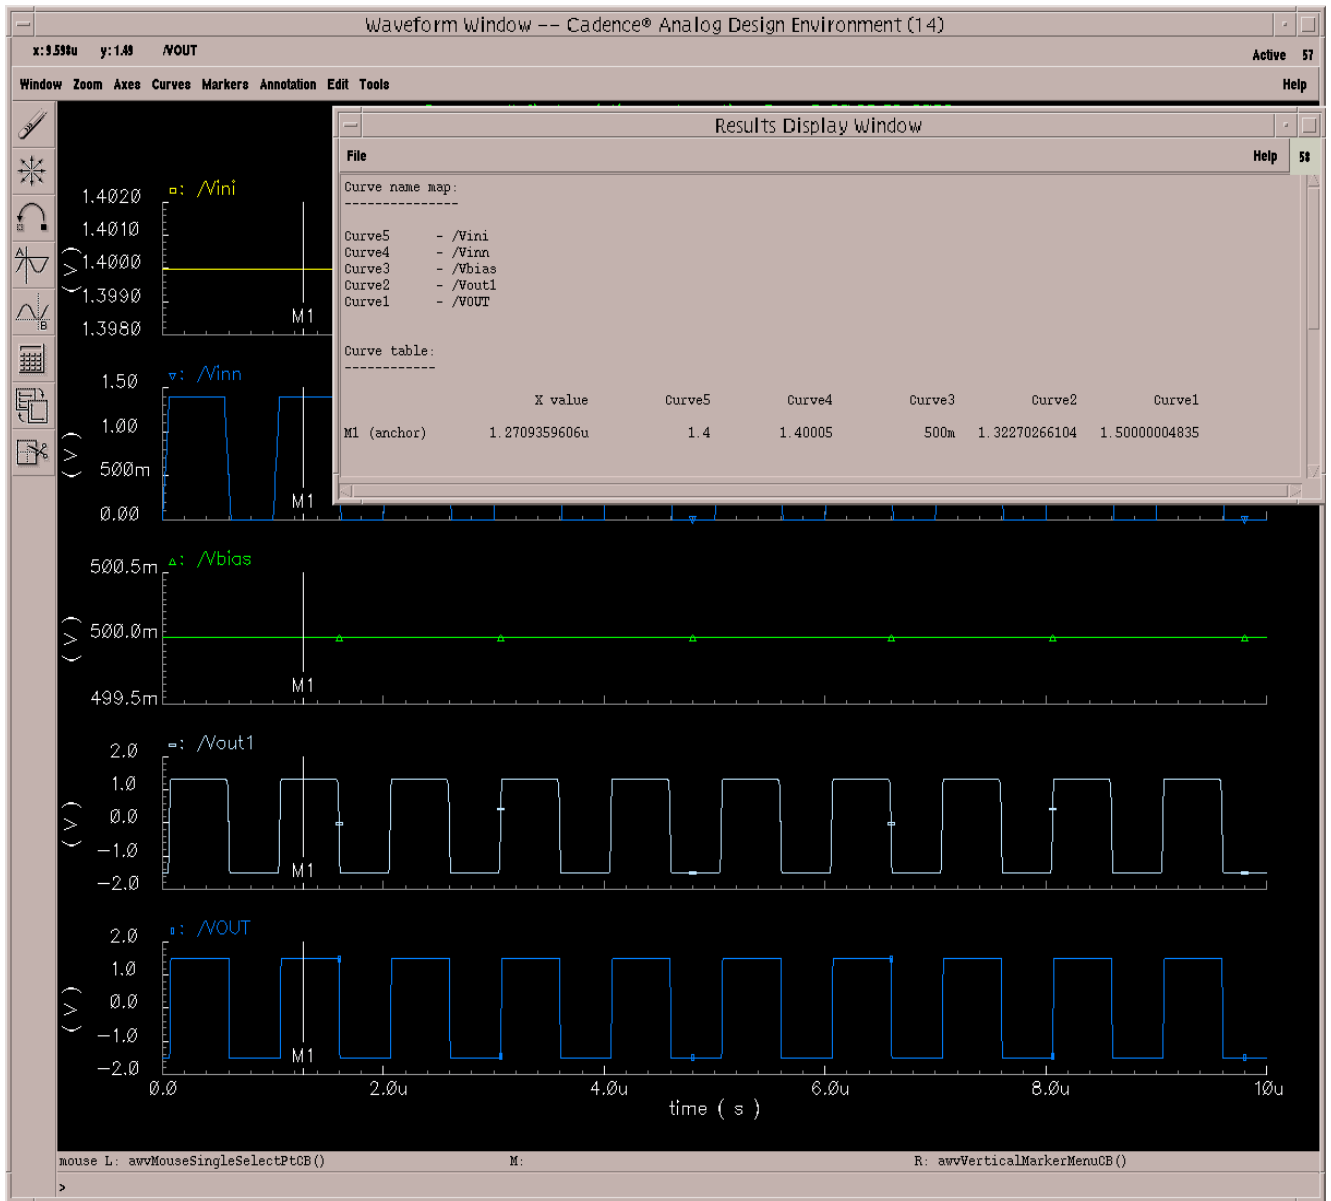 Waveform Window -- Cadence® Analog Design Environment (14)
x: 9.598u y: 1.49 /VOUT
Active 57
Window Zoom Axes Curves Markers Annotation Edit Tools Help
Results Display Window
File Help 58
Curve name map:
---------------
Curve5 - /Vini
Curve4 - /Vinn
Curve3 - /Vbias
Curve2 - /Vout1
Curve1 - /VOUT
Curve table:
------------
X value Curve5 Curve4 Curve3 Curve2 Curve1
M1 (anchor) 1.2709359606u 1.4 1.40005 500m 1.32270266104 1.50000004835
/Vini
1.4020
1.4010
1.4000
1.3990
1.3980
(V)
M1
/Vinn
1.50
1.00
500m
0.00
(V)
M1
/Vbias
500.5m
500.0m
499.5m
(V)
M1
/Vout1
2.0
1.0
0.0
-1.0
-2.0
(V)
M1
/VOUT
2.0
1.0
0.0
-1.0
-2.0
(V)
M1
0.0 2.0u 4.0u 6.0u 8.0u 10u
time ( s )
mouse L: awvMouseSingleSelectPtCB() M: R: awvVerticalMarkerMenuCB()
>